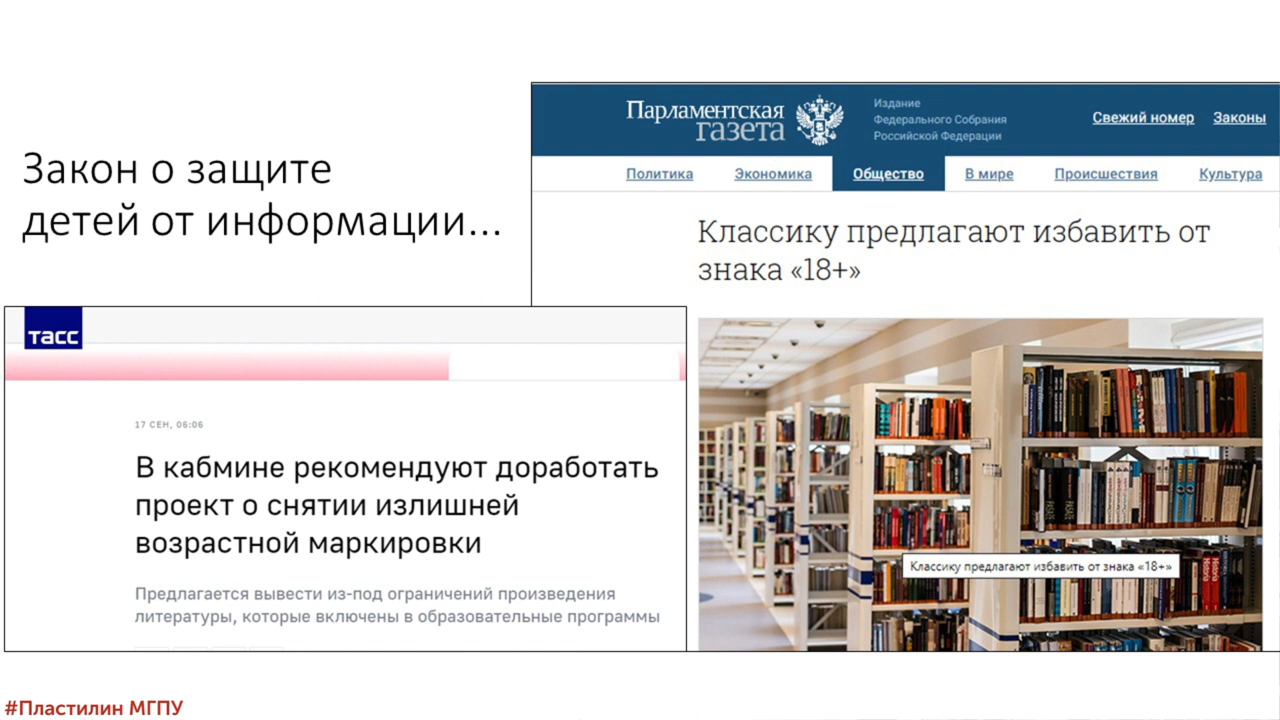 Закон о защите
детей от информации...
Парламентская
газета
Издание
Федерального Собрания
Российской Федерации
Свежий номер Законы
Политика Экономика Общество В мире Происшествия Культура
Классику предлагают избавить от
знака «18+»
Классику предлагают избавить от знака «18+»
ТАСС
17 СЕН, 06:06
В кабмине рекомендуют доработать
проект о снятии излишней
возрастной маркировки
Предлагается вывести из-под ограничений произведения
литературы, которые включены в образовательные программы
#Пластилин МГПУ